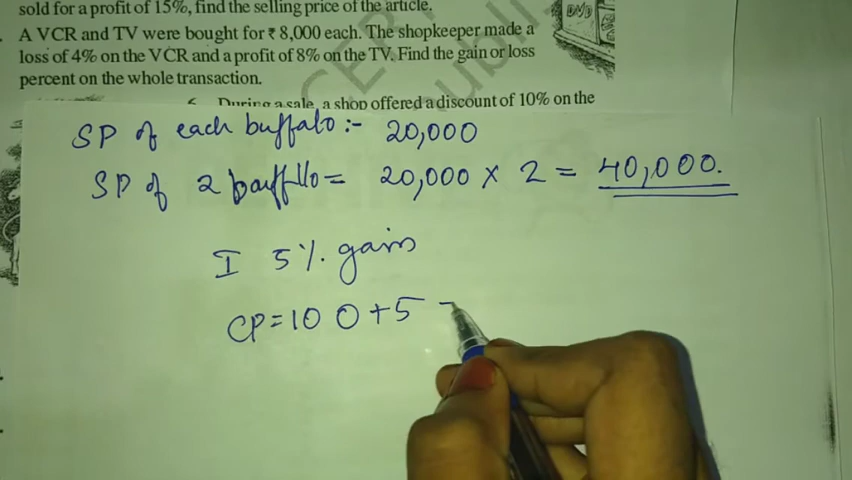 sold for a profit of 15%, find the selling price of the article.
A VCR and TV were bought for ₹ 8,000 each. The shopkeeper made a
loss of 4% on the VCR and a profit of 8% on the TV. Find the gain or loss
percent on the whole transaction.
During a sale, a shop offered a discount of 10% on the
SP of each buffalo :- 20,000
SP of 2 = 20,000 × 2 = 40,000.
I 5% gain
CP = 100 + 5